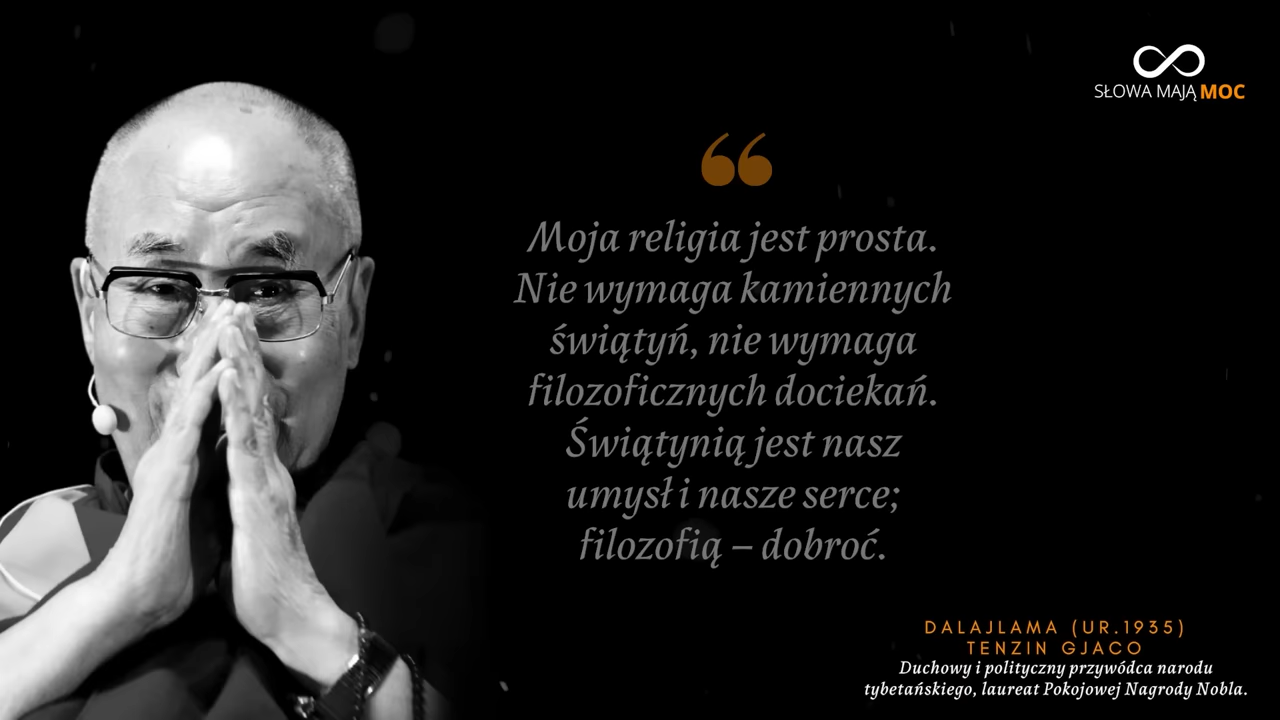 SŁOWA MAJĄ MOC
Moja religia jest prosta.
Nie wymaga kamiennych
świątyń, nie wymaga
filozoficznych dociekań.
Świątynią jest nasz
umysł i nasze serce;
filozofią – dobroć.
DALAJLAMA (UR.1935)
TENZIN GJACO
Duchowy i polityczny przywódca narodu
tybetańskiego, laureat Pokojowej Nagrody Nobla.